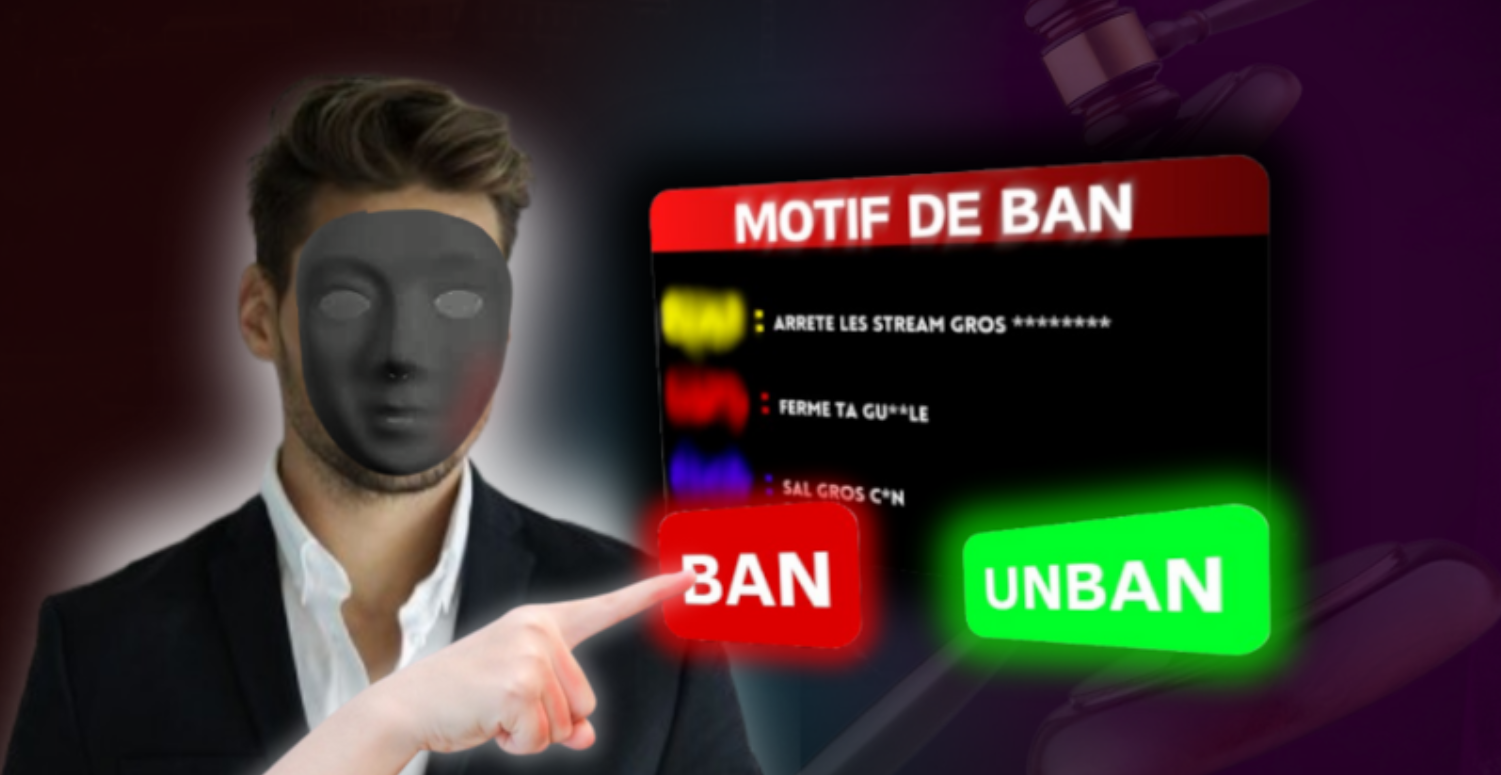 MOTIF DE BAN
: ARRETE LES STREAM GROS ********
: FERME TA GU**LE
: SAL GROS C*N
BAN
UNBAN